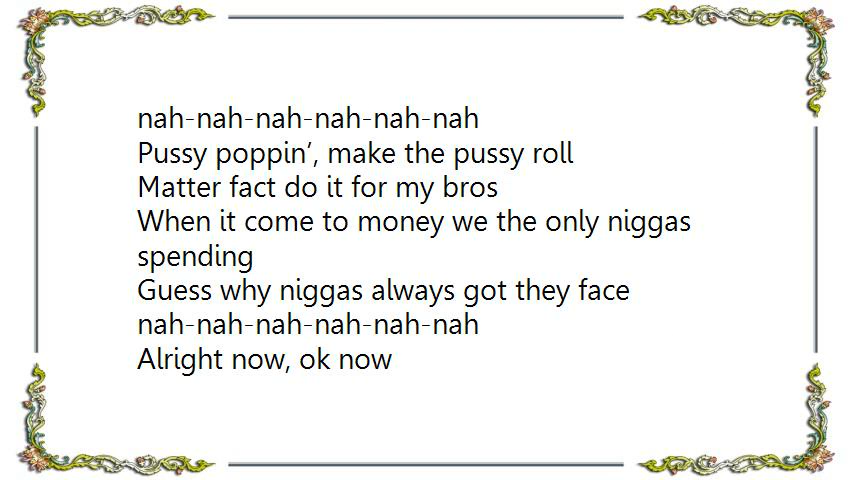 nah-nah-nah-nah-nah-nah
Pussy poppin’, make the pussy roll
Matter fact do it for my bros
When it come to money we the only niggas
spending
Guess why niggas always got they face
nah-nah-nah-nah-nah-nah
Alright now, ok now